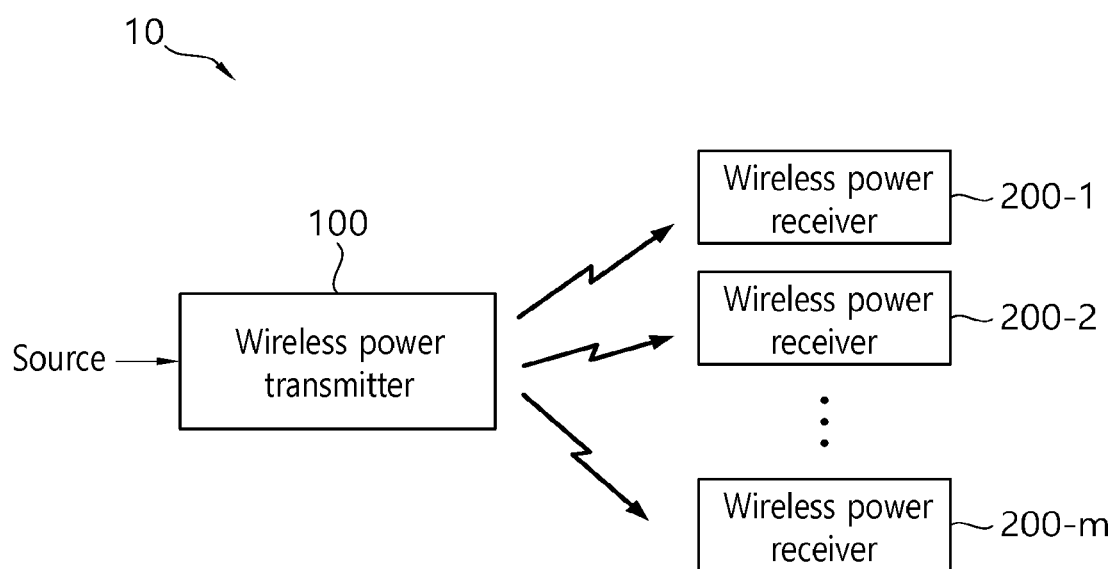 10
100
Source
Wireless power
transmitter
Wireless power
receiver
200-1
Wireless power
receiver
200-2
Wireless power
receiver
200-m